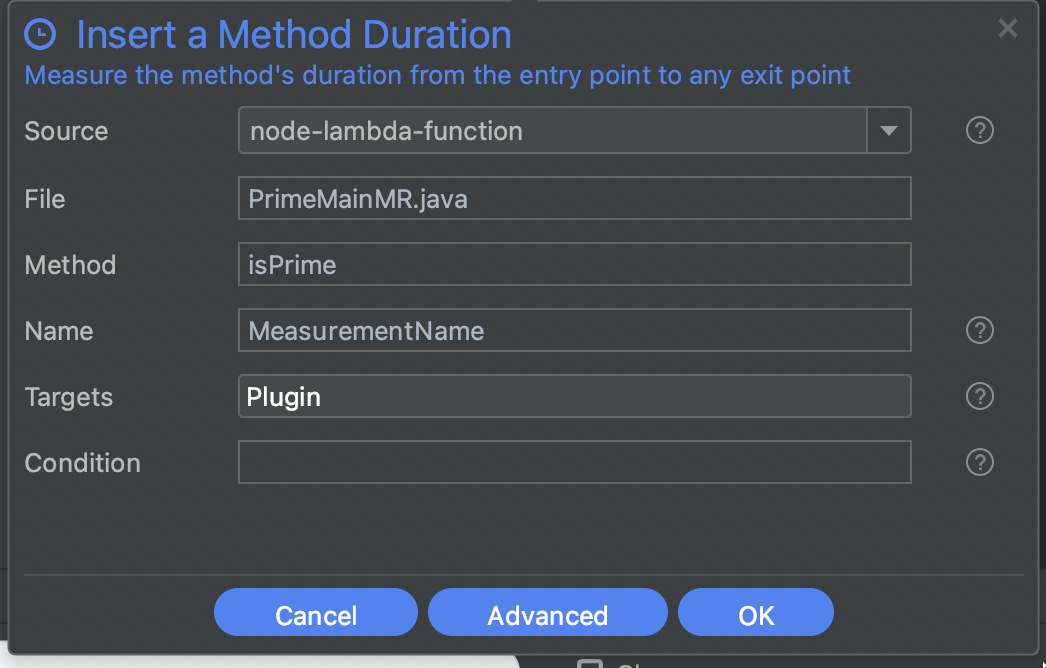 Insert a Method Duration
Measure the method's duration from the entry point to any exit point
Source node-lambda-function ?
File PrimeMainMR.java
Method isPrime
Name MeasurementName ?
Targets Plugin ?
Condition ?
Cancel Advanced OK